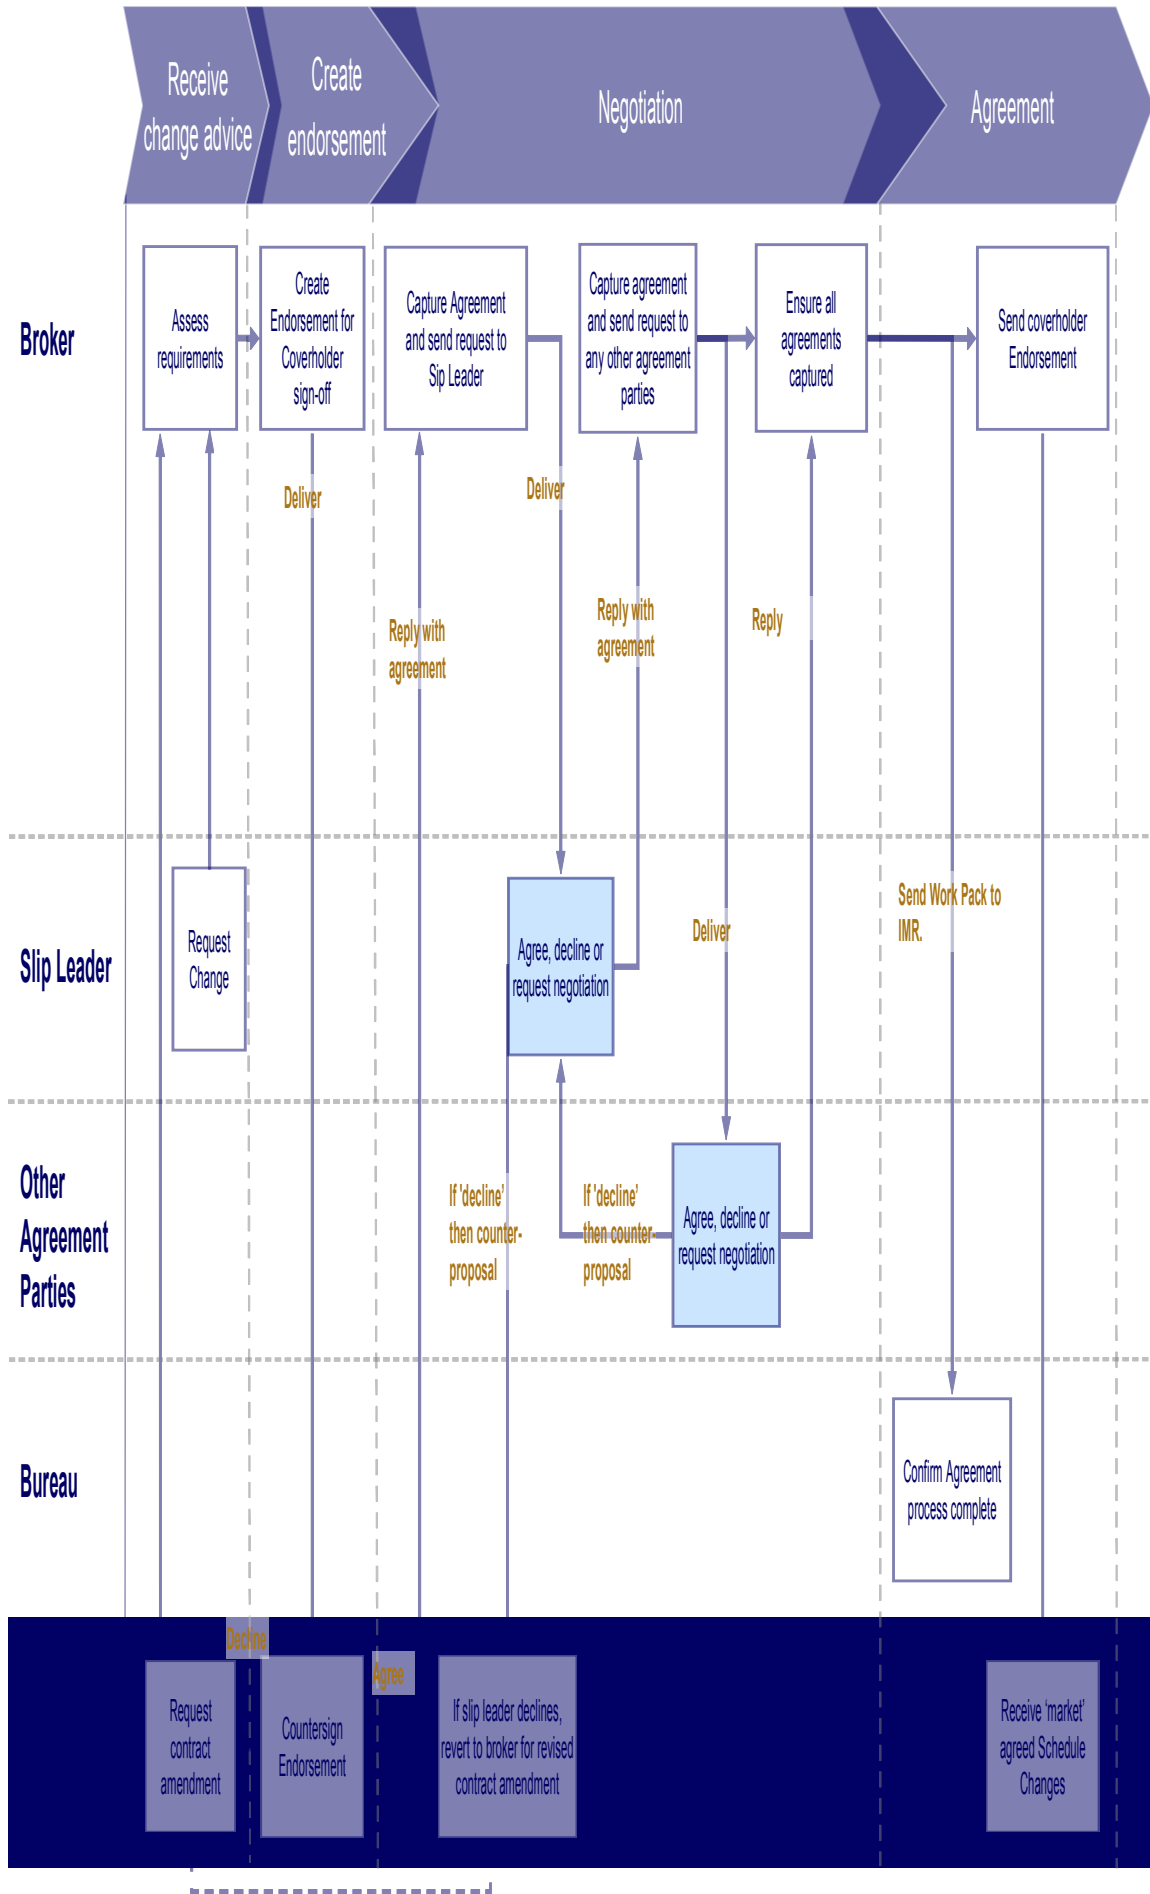 Receive
change advice
Create
endorsement
Negotiation
Agreement
Broker
Assess
requirements
Create
Endorsement for
Coverholder
sign-off
Capture Agreement
and send request to
Sip Leader
Capture agreement
and send request to
any other agreement
parties
Ensure all
agreements
captured
Send coverholder
Endorsement
Deliver
Deliver
Reply with
agreement
Reply with
agreement
Reply
Slip Leader
Request
Change
Agree, decline or
request negotiation
Deliver
Send Work Pack to
IMR.
Other
Agreement
Parties
If 'decline’
then counter-
proposal
If 'decline’
then counter-
proposal
Agree, decline or
request negotiation
Bureau
Confirm Agreement
process complete
Decline
Agree
Request
contract
amendment
Countersign
Endorsement
If slip leader declines,
revert to broker for revised
contract amendment
Receive ‘market’
agreed Schedule
Changes